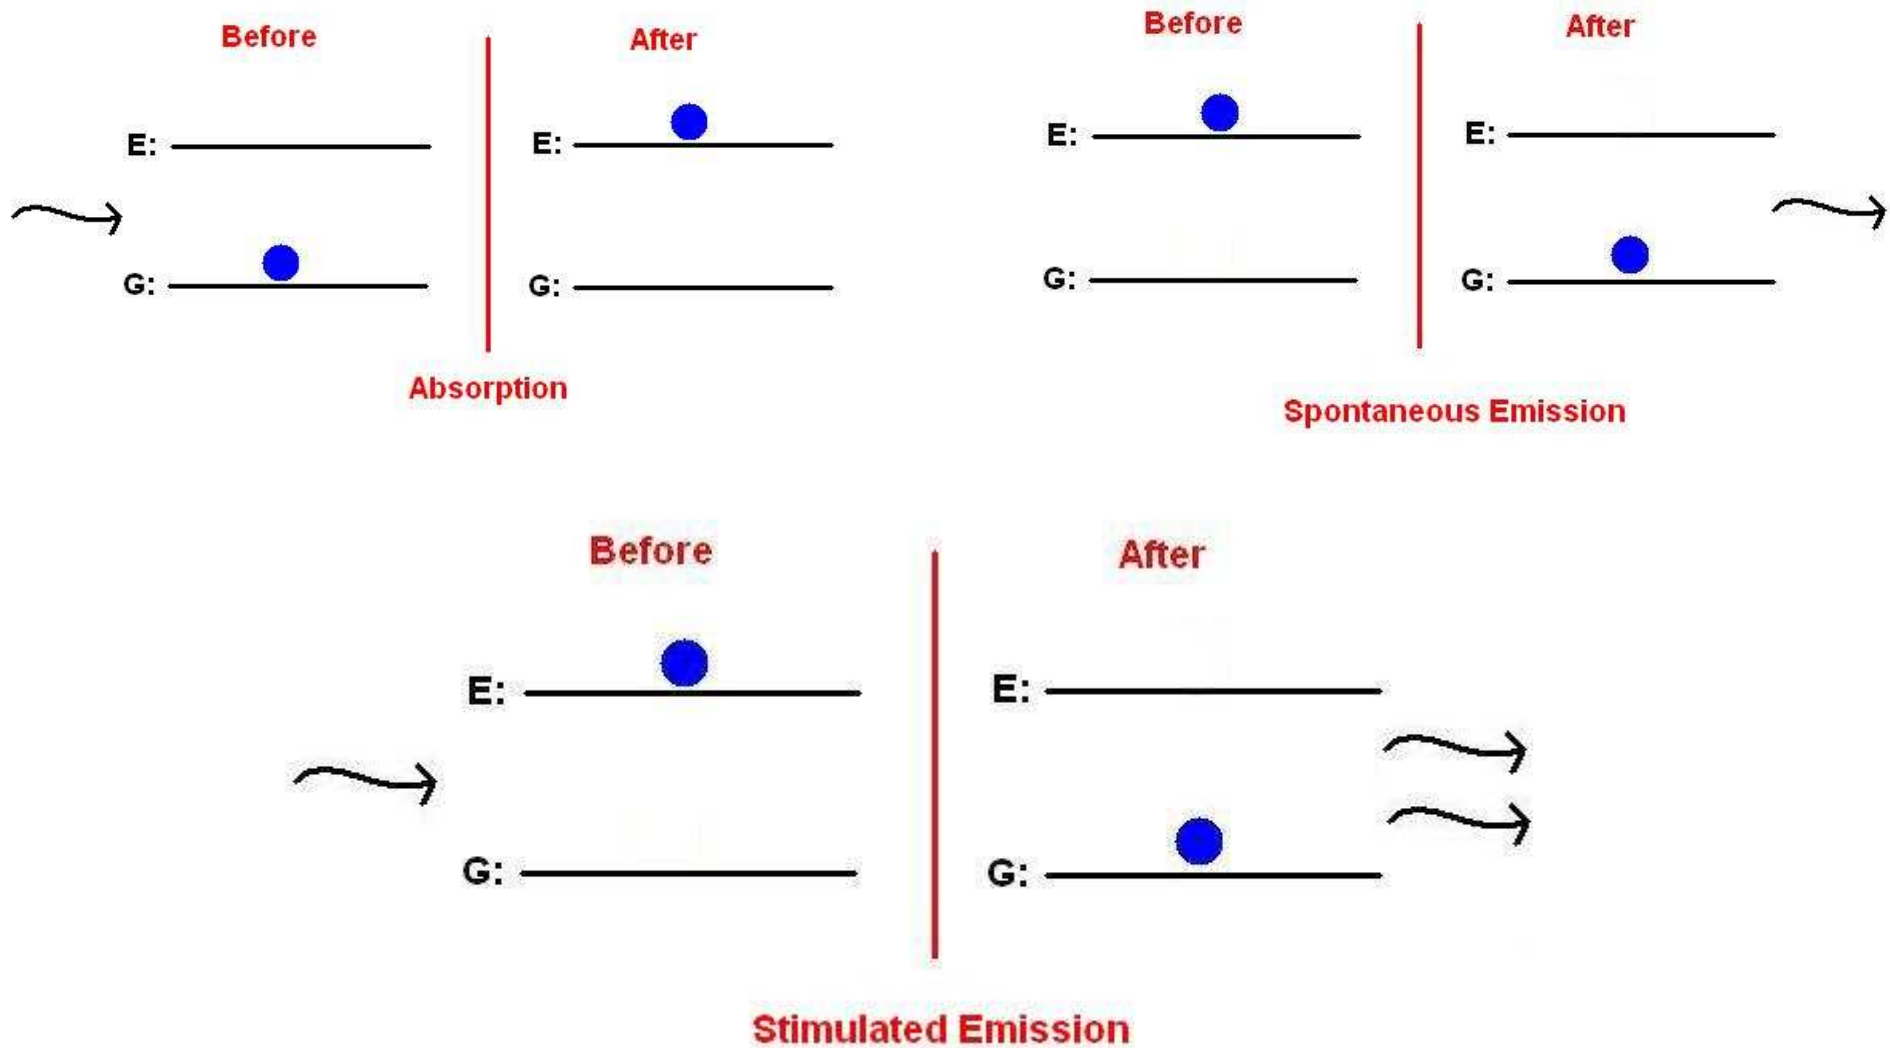 Before After
E: E:
G: G:
Absorption
Before After
E: E:
G: G:
Spontaneous Emission
Before After
E: E:
G: G:
Stimulated Emission